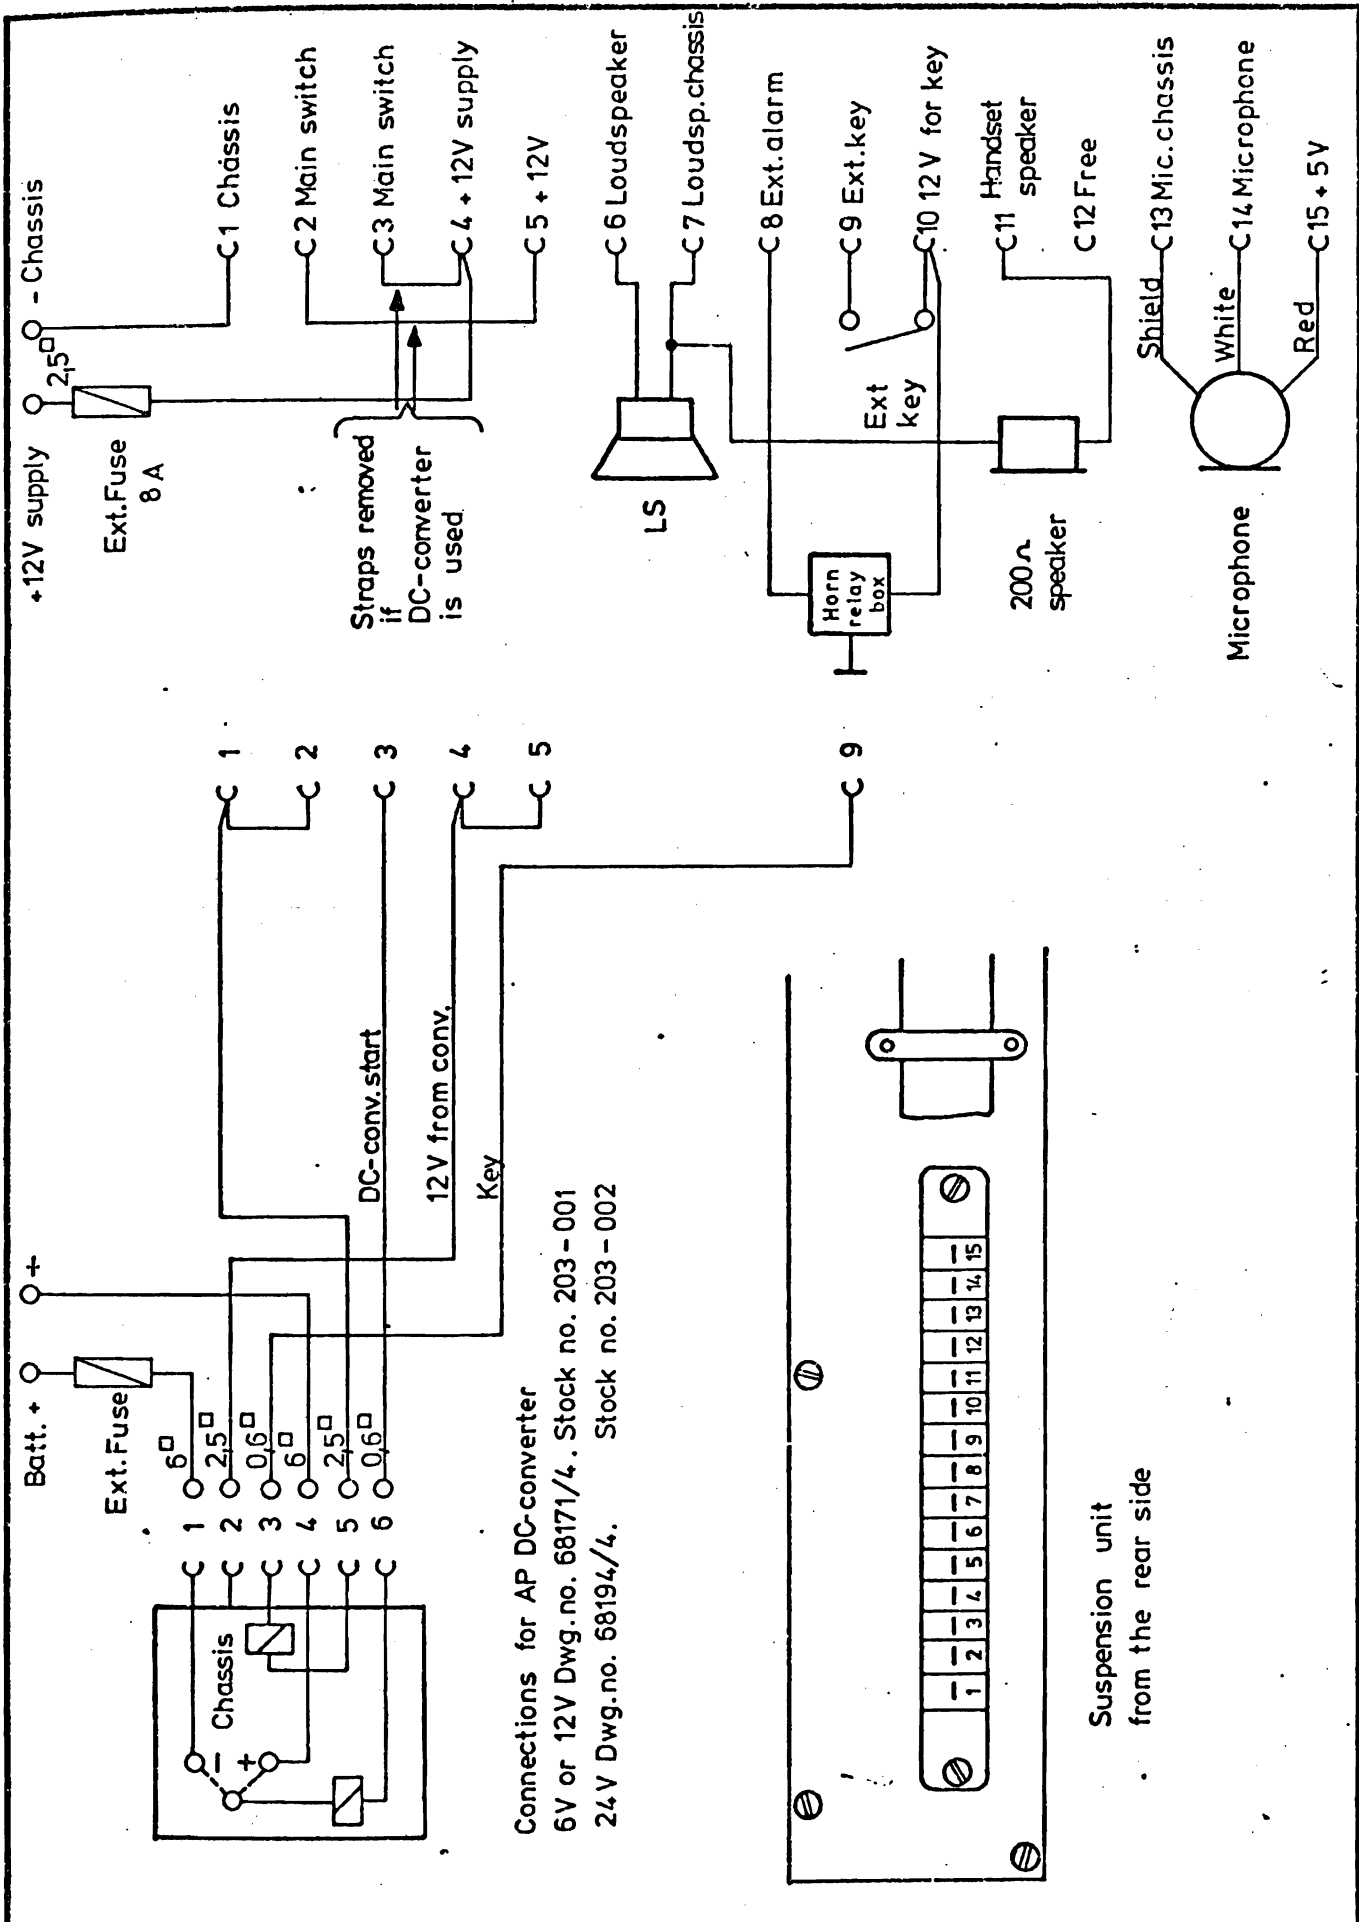 +12V supply
2,5□
- Chassis
Ext.Fuse
8 A
C1 Chassis
C2 Main switch
C3 Main switch
C4 + 12V supply
C5 + 12V
Straps removed
if
DC-converter
is used
C6 Loudspeaker
C7 Loudsp.chassis
LS
C8 Ext.alarm
C9 Ext.key
C10 12V for key
Ext
key
Horn
relay
box
C11 Handset
speaker
C12 Free
200Ω
speaker
C13 Mic.chassis
C14 Microphone
C15 + 5V
Shield
White
Red
Microphone
Batt. +
+
Ext.Fuse
6□
2,5□
0,6□
6□
2,5□
0,6□
C 1
C 2
C 3
C 4
C 5
C 6
Chassis
-
+
DC-conv.start
12V from conv.
Key
C 1
C 2
C 3
C 4
C 5
C 9
Connections for AP DC-converter
6V or 12V Dwg.no. 68171/4. Stock no. 203-001
24V Dwg.no. 68194/4. Stock no. 203-002
1 2 3 4 5 6 7 8 9 10 11 12 13 14 15
Suspension unit
from the rear side